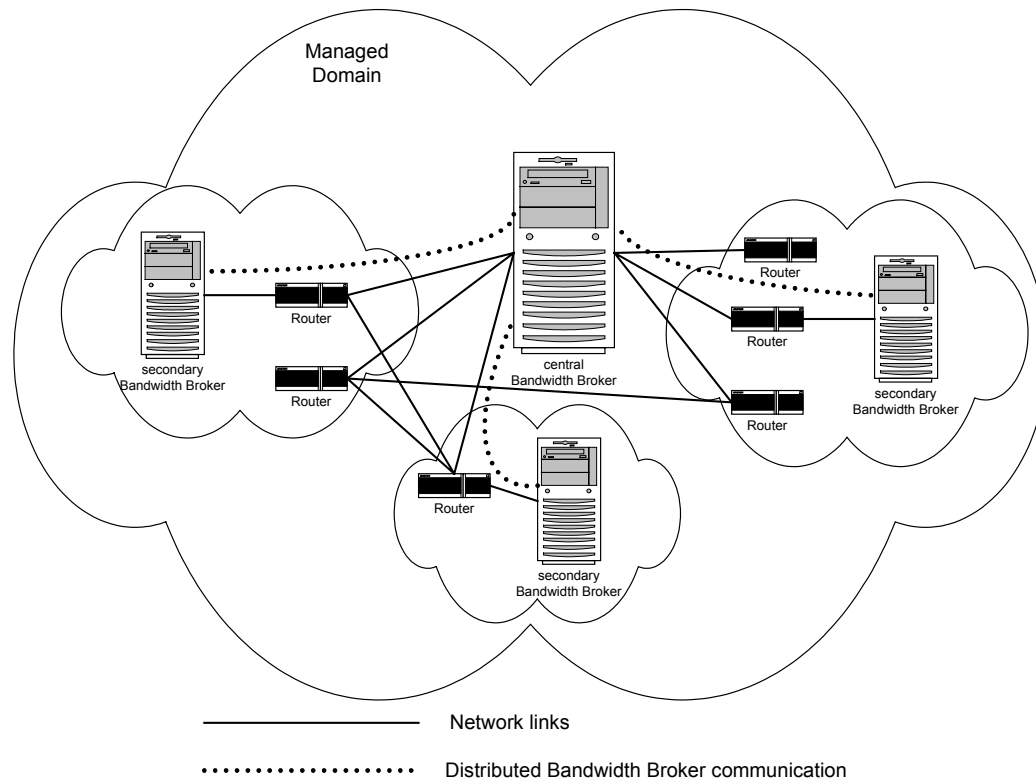 Managed
Domain
Router
Router
secondary
Bandwidth Broker
Router
Router
central
Bandwidth Broker
secondary
Bandwidth Broker
Router
Router
secondary
Bandwidth Broker
Network links
Distributed Bandwidth Broker communication